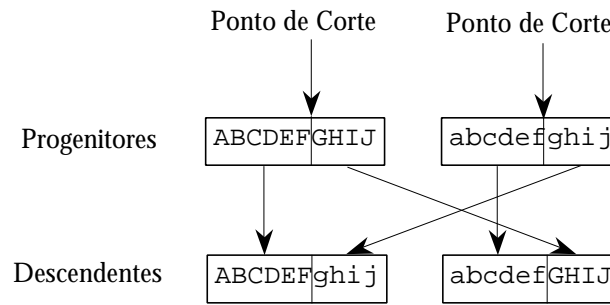 Ponto de Corte Ponto de Corte
Progenitores ABCDEFGHIJ abcdefghij
Descendentes ABCDEFghij abcdefGHIJ